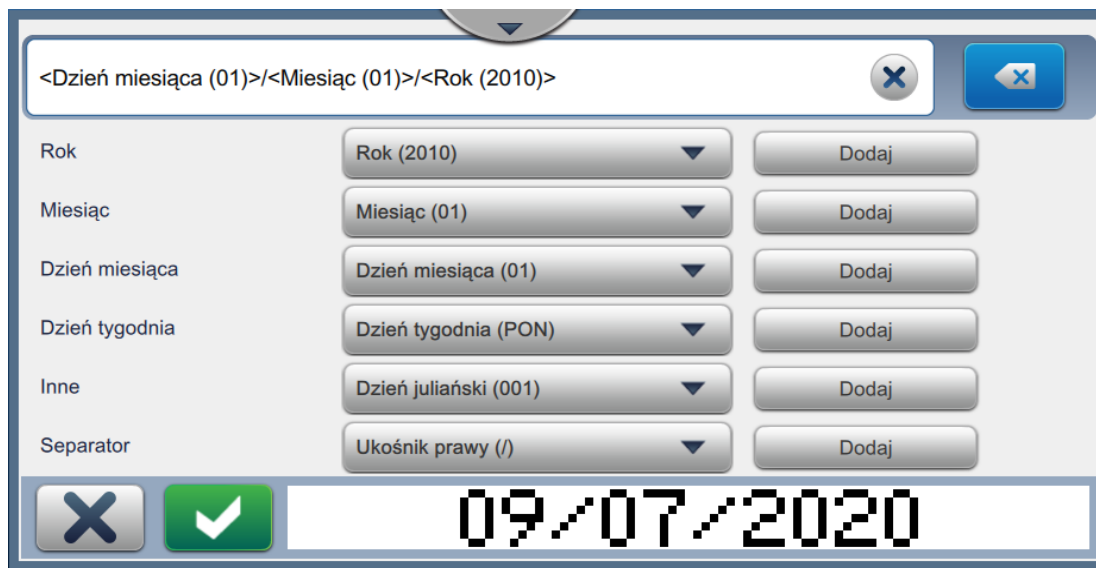 <Dzień miesiąca (01)>/<Miesiąc (01)>/<Rok (2010)>
Rok Rok (2010) Dodaj
Miesiąc Miesiąc (01) Dodaj
Dzień miesiąca Dzień miesiąca (01) Dodaj
Dzień tygodnia Dzień tygodnia (PON) Dodaj
Inne Dzień juliański (001) Dodaj
Separator Ukośnik prawy (/) Dodaj
09/07/2020